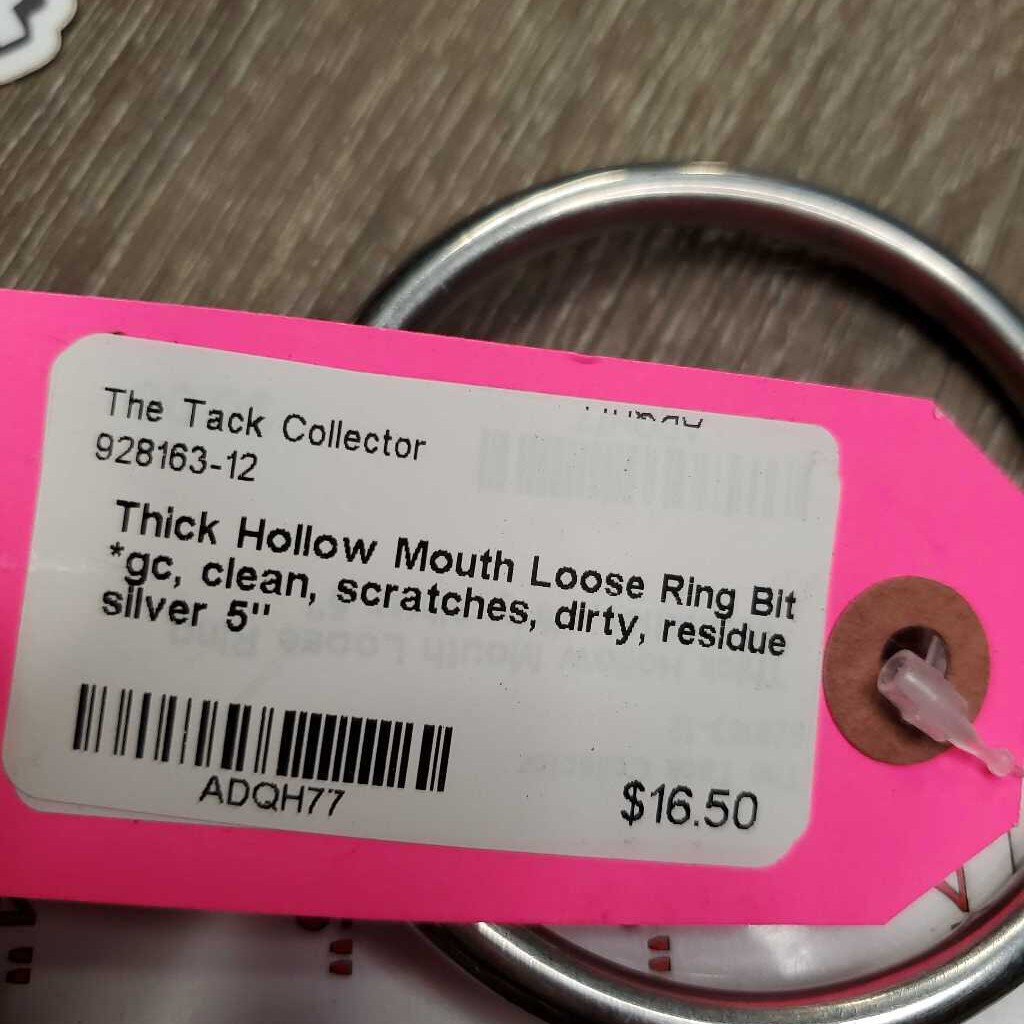 The Tack Collector
928163-12
Thick Hollow Mouth Loose Ring Bit
*gc, clean, scratches, dirty, residue
silver 5"
ADQH77
$16.50